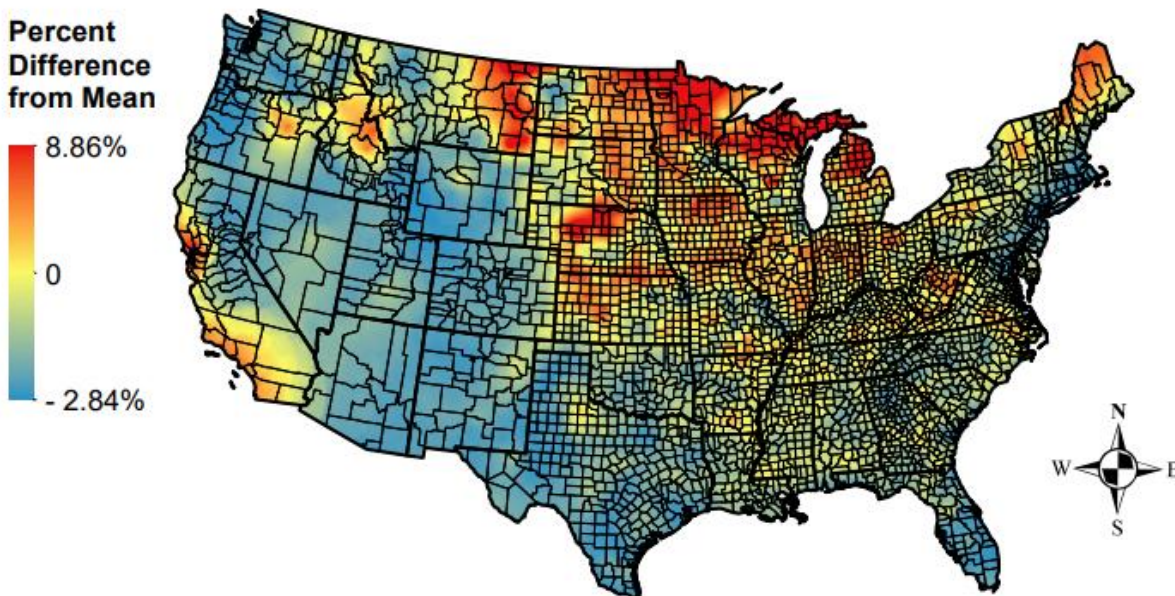 Percent
Difference
from Mean
8.86%
0
- 2.84%
N
W E
S